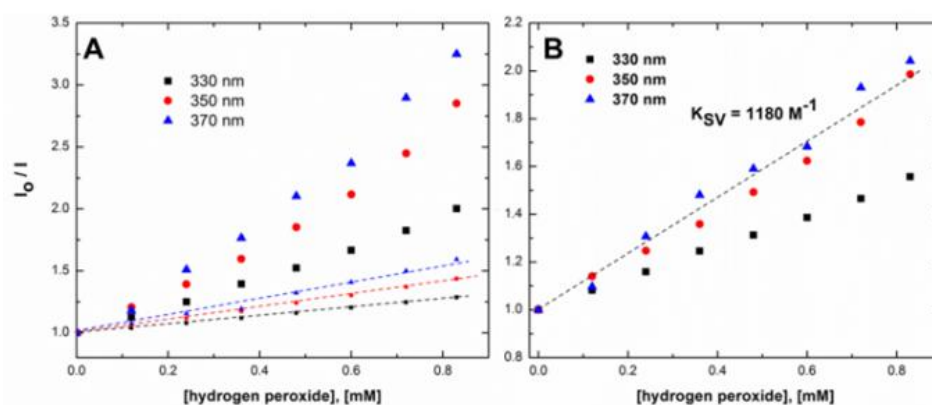 A
330 nm
350 nm
370 nm
I₀ / I
3.5
3.0
2.5
2.0
1.5
1.0
0.0 0.2 0.4 0.6 0.8
[hydrogen peroxide], [mM]
B
330 nm
350 nm
370 nm
K_SV = 1180 M⁻¹
2.2
2.0
1.8
1.6
1.4
1.2
1.0
0.8
0.0 0.2 0.4 0.6 0.8
[hydrogen peroxide], [mM]